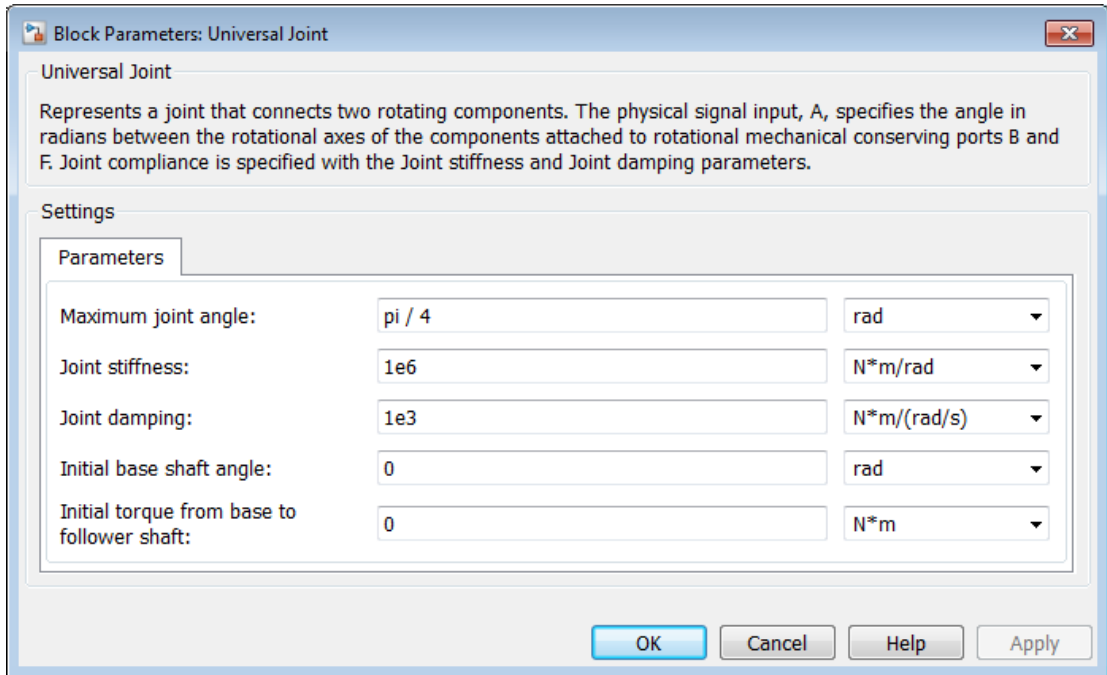 Block Parameters: Universal Joint
Universal Joint
Represents a joint that connects two rotating components. The physical signal input, A, specifies the angle in
radians between the rotational axes of the components attached to rotational mechanical conserving ports B and
F. Joint compliance is specified with the Joint stiffness and Joint damping parameters.
Settings
Parameters
Maximum joint angle: pi / 4 rad
Joint stiffness: 1e6 N*m/rad
Joint damping: 1e3 N*m/(rad/s)
Initial base shaft angle: 0 rad
Initial torque from base to
follower shaft: 0 N*m
OK Cancel Help Apply